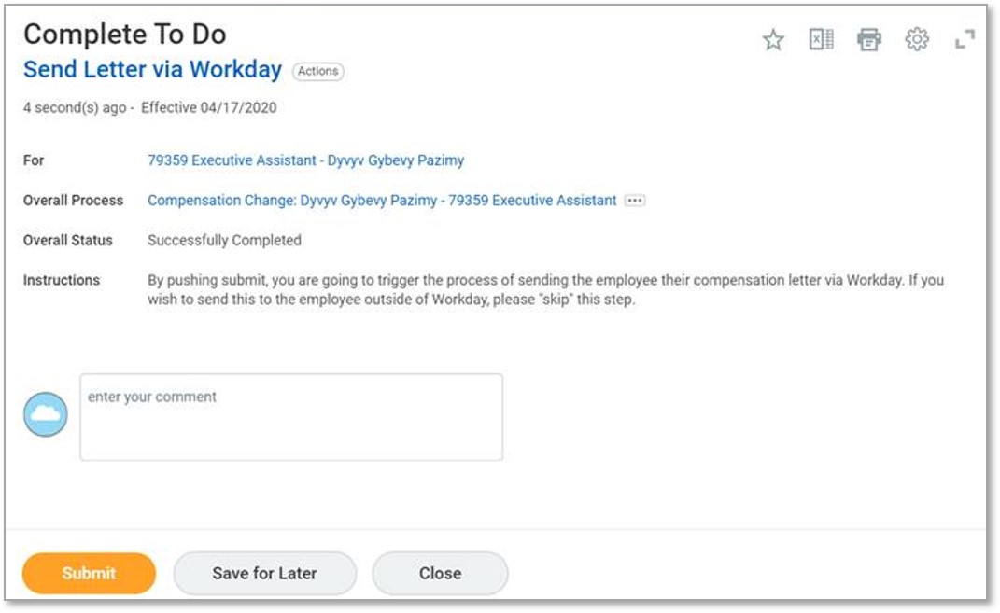 Complete To Do
Send Letter via Workday Actions
4 second(s) ago - Effective 04/17/2020
For 79359 Executive Assistant - Dyvyv Gybevy Pazimy
Overall Process Compensation Change: Dyvyv Gybevy Pazimy - 79359 Executive Assistant
Overall Status Successfully Completed
Instructions By pushing submit, you are going to trigger the process of sending the employee their compensation letter via Workday. If you
wish to send this to the employee outside of Workday, please "skip" this step.
enter your comment
Submit Save for Later Close